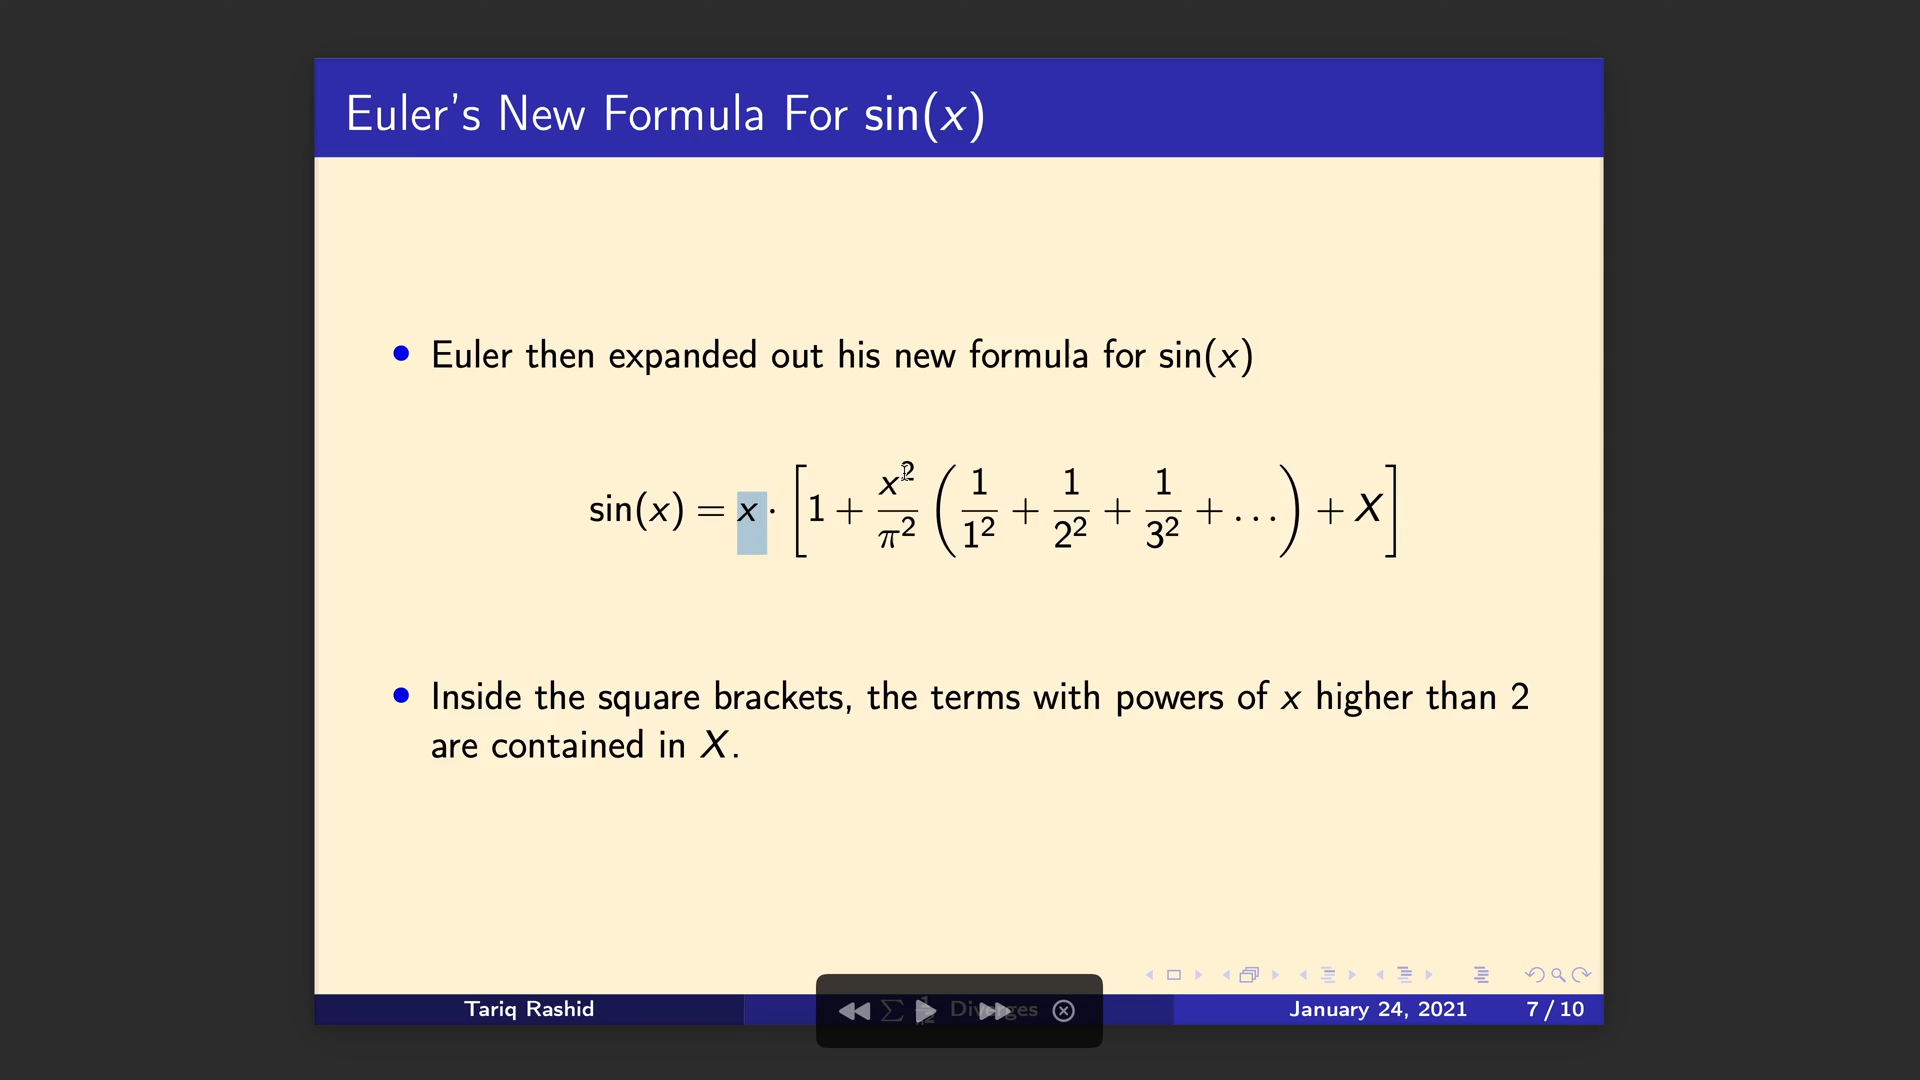 Euler's New Formula For sin(x)
• Euler then expanded out his new formula for sin(x)
sin(x) = x · [1 + x²/π² (1/1² + 1/2² + 1/3² + ...) + X]
• Inside the square brackets, the terms with powers of x higher than 2
are contained in X.
Tariq Rashid
∑ Diverges
January 24, 2021
7 / 10